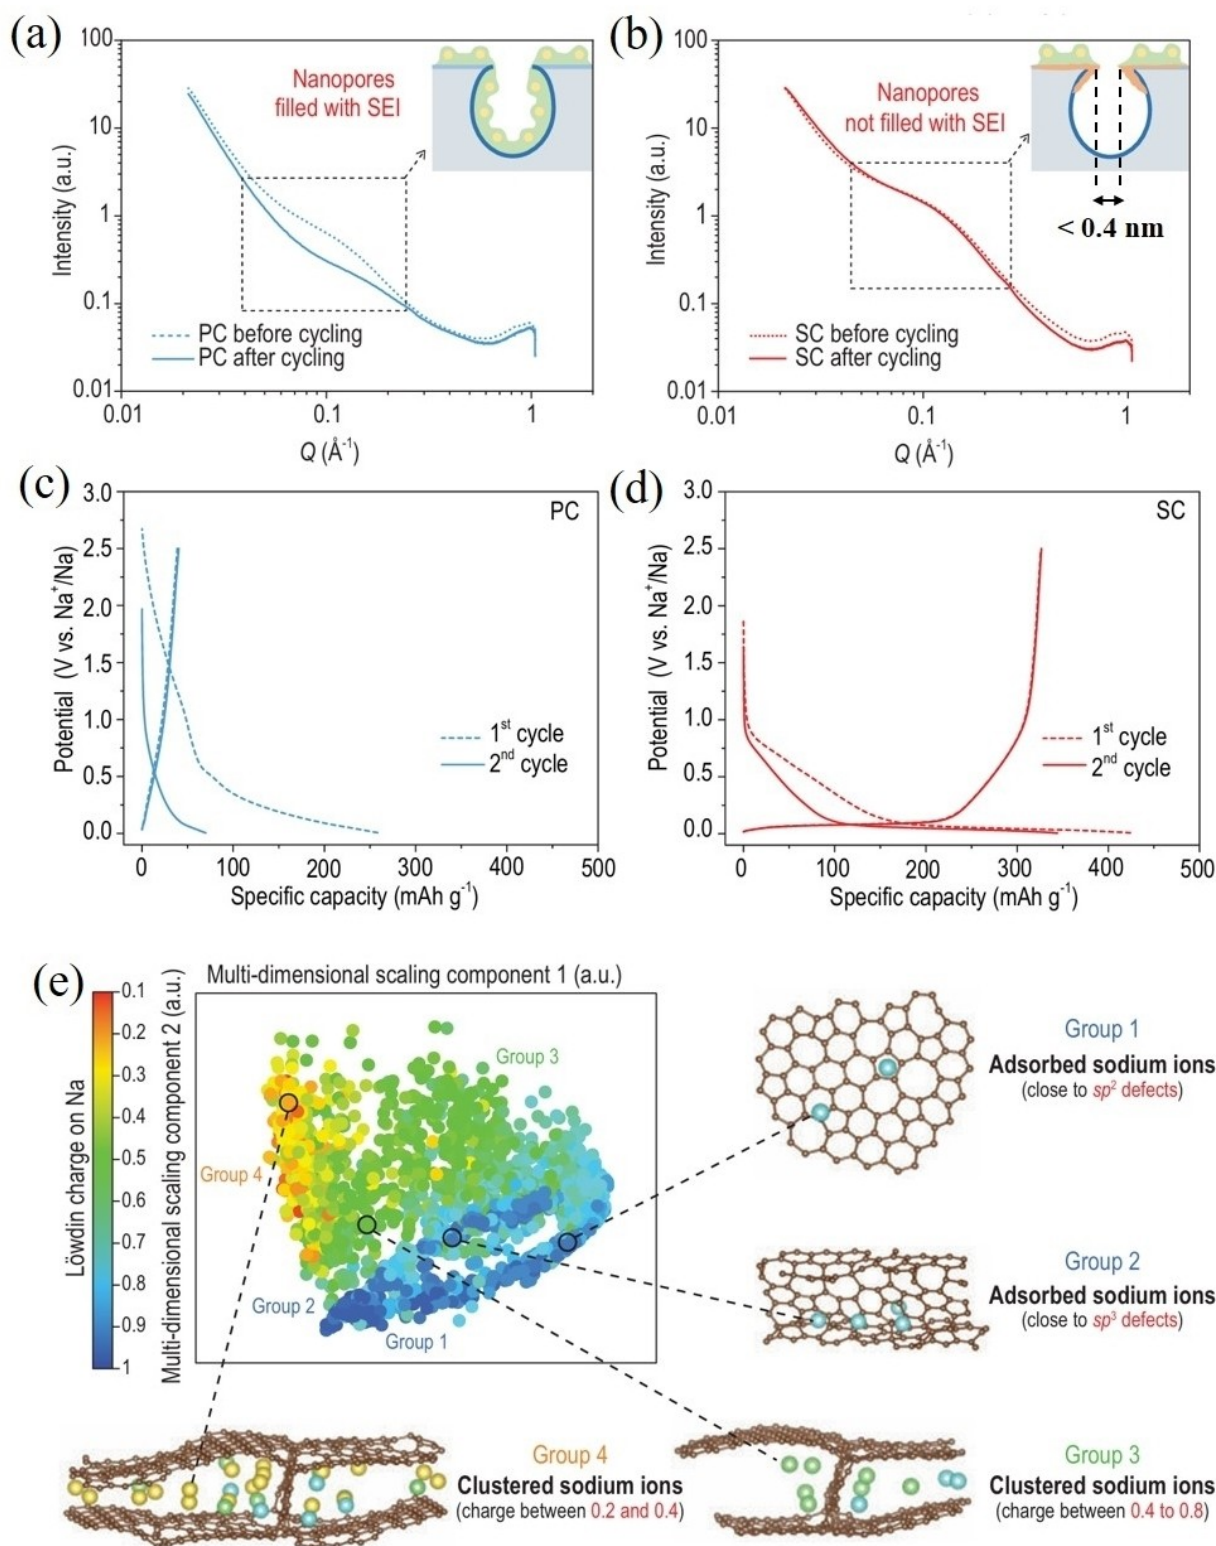 (a)
100
10
1
0.1
0.01
Intensity (a.u.)
Nanopores
filled with SEI
PC before cycling
PC after cycling
0.01
0.1
1
Q (Å⁻¹)
(b)
100
10
1
0.1
0.01
Intensity (a.u.)
Nanopores
not filled with SEI
< 0.4 nm
SC before cycling
SC after cycling
0.01
0.1
1
Q (Å⁻¹)
(c)
3.0
2.5
2.0
1.5
1.0
0.5
0.0
Potential (V vs. Na⁺/Na)
PC
1ˢᵗ cycle
2ⁿᵈ cycle
0 100 200 300 400 500
Specific capacity (mAh g⁻¹)
(d)
3.0
2.5
2.0
1.5
1.0
0.5
0.0
Potential (V vs. Na⁺/Na)
SC
1ˢᵗ cycle
2ⁿᵈ cycle
0 100 200 300 400 500
Specific capacity (mAh g⁻¹)
(e)
Löwdin charge on Na
0.1
0.2
0.3
0.4
0.5
0.6
0.7
0.8
0.9
1
Multi-dimensional scaling component 2 (a.u.)
Multi-dimensional scaling component 1 (a.u.)
Group 3
Group 4
Group 2
Group 1
Group 1
Adsorbed sodium ions
(close to sp² defects)
Group 2
Adsorbed sodium ions
(close to sp³ defects)
Group 4
Clustered sodium ions
(charge between 0.2 and 0.4)
Group 3
Clustered sodium ions
(charge between 0.4 to 0.8)